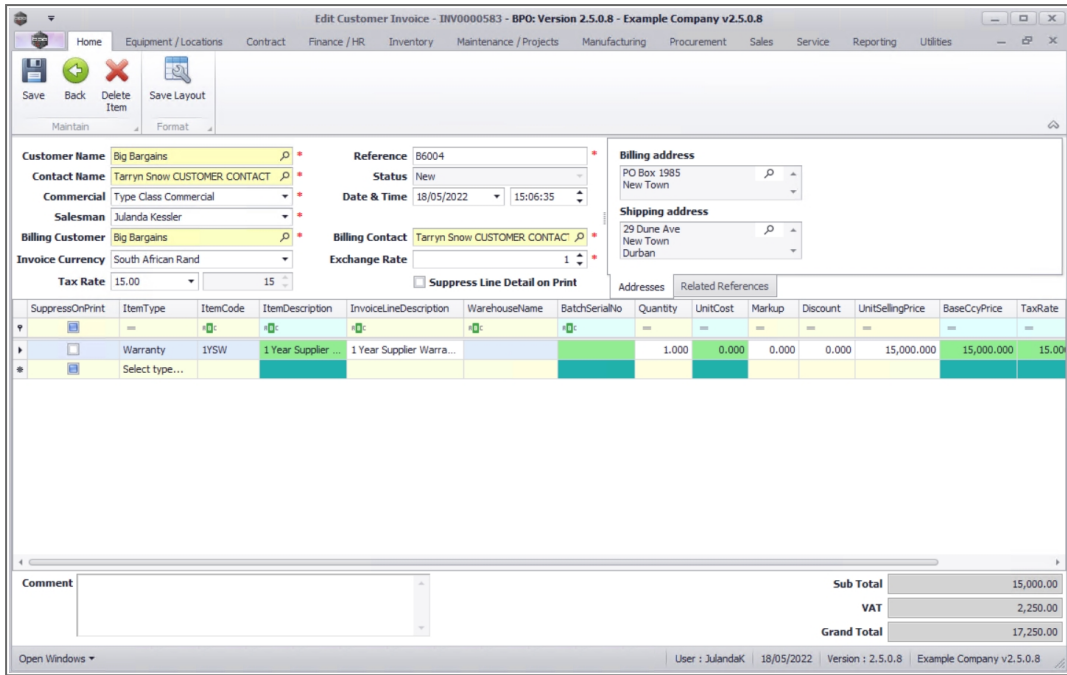 Edit Customer Invoice - INV0000583 - BPO: Version 2.5.0.8 - Example Company v2.5.0.8
Home Equipment / Locations Contract Finance / HR Inventory Maintenance / Projects Manufacturing Procurement Sales Service Reporting Utilities
Save Back Delete Item Save Layout
Maintain Format
Customer Name Big Bargains * Reference B6004 *
Contact Name Tarryn Snow CUSTOMER CONTACT * Status New
Commercial Type Class Commercial * Date & Time 18/05/2022 15:06:35
Salesman Julanda Kessler *
Billing Customer Big Bargains * Billing Contact Tarryn Snow CUSTOMER CONTAC *
Invoice Currency South African Rand Exchange Rate 1 *
Tax Rate 15.00 15 Suppress Line Detail on Print
Billing address
PO Box 1985
New Town
Shipping address
29 Dune Ave
New Town
Durban
Addresses Related References
SuppressOnPrint ItemType ItemCode ItemDescription InvoiceLineDescription WarehouseName BatchSerialNo Quantity UnitCost Markup Discount UnitSellingPrice BaseCcyPrice TaxRate
Warranty 1YSW 1 Year Supplier ... 1 Year Supplier Warra... 1.000 0.000 0.000 0.000 15,000.000 15,000.000 15.00
Select type...
Comment
Sub Total 15,000.00
VAT 2,250.00
Grand Total 17,250.00
Open Windows User : JulandaK 18/05/2022 Version : 2.5.0.8 Example Company v2.5.0.8